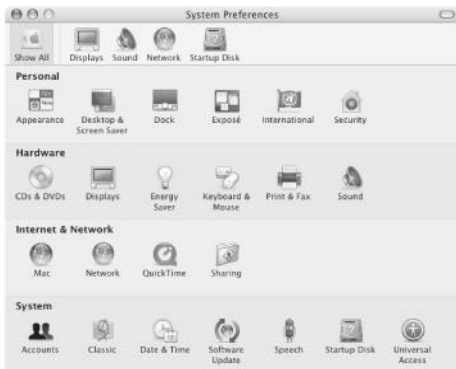 System Preferences
Show All Displays Sound Network Startup Disk
Personal
Appearance Desktop & Screen Saver Dock Exposé International Security
Hardware
CDs & DVDs Displays Energy Saver Keyboard & Mouse Print & Fax Sound
Internet & Network
.Mac Network QuickTime Sharing
System
Accounts Classic Date & Time Software Update Speech Startup Disk Universal Access